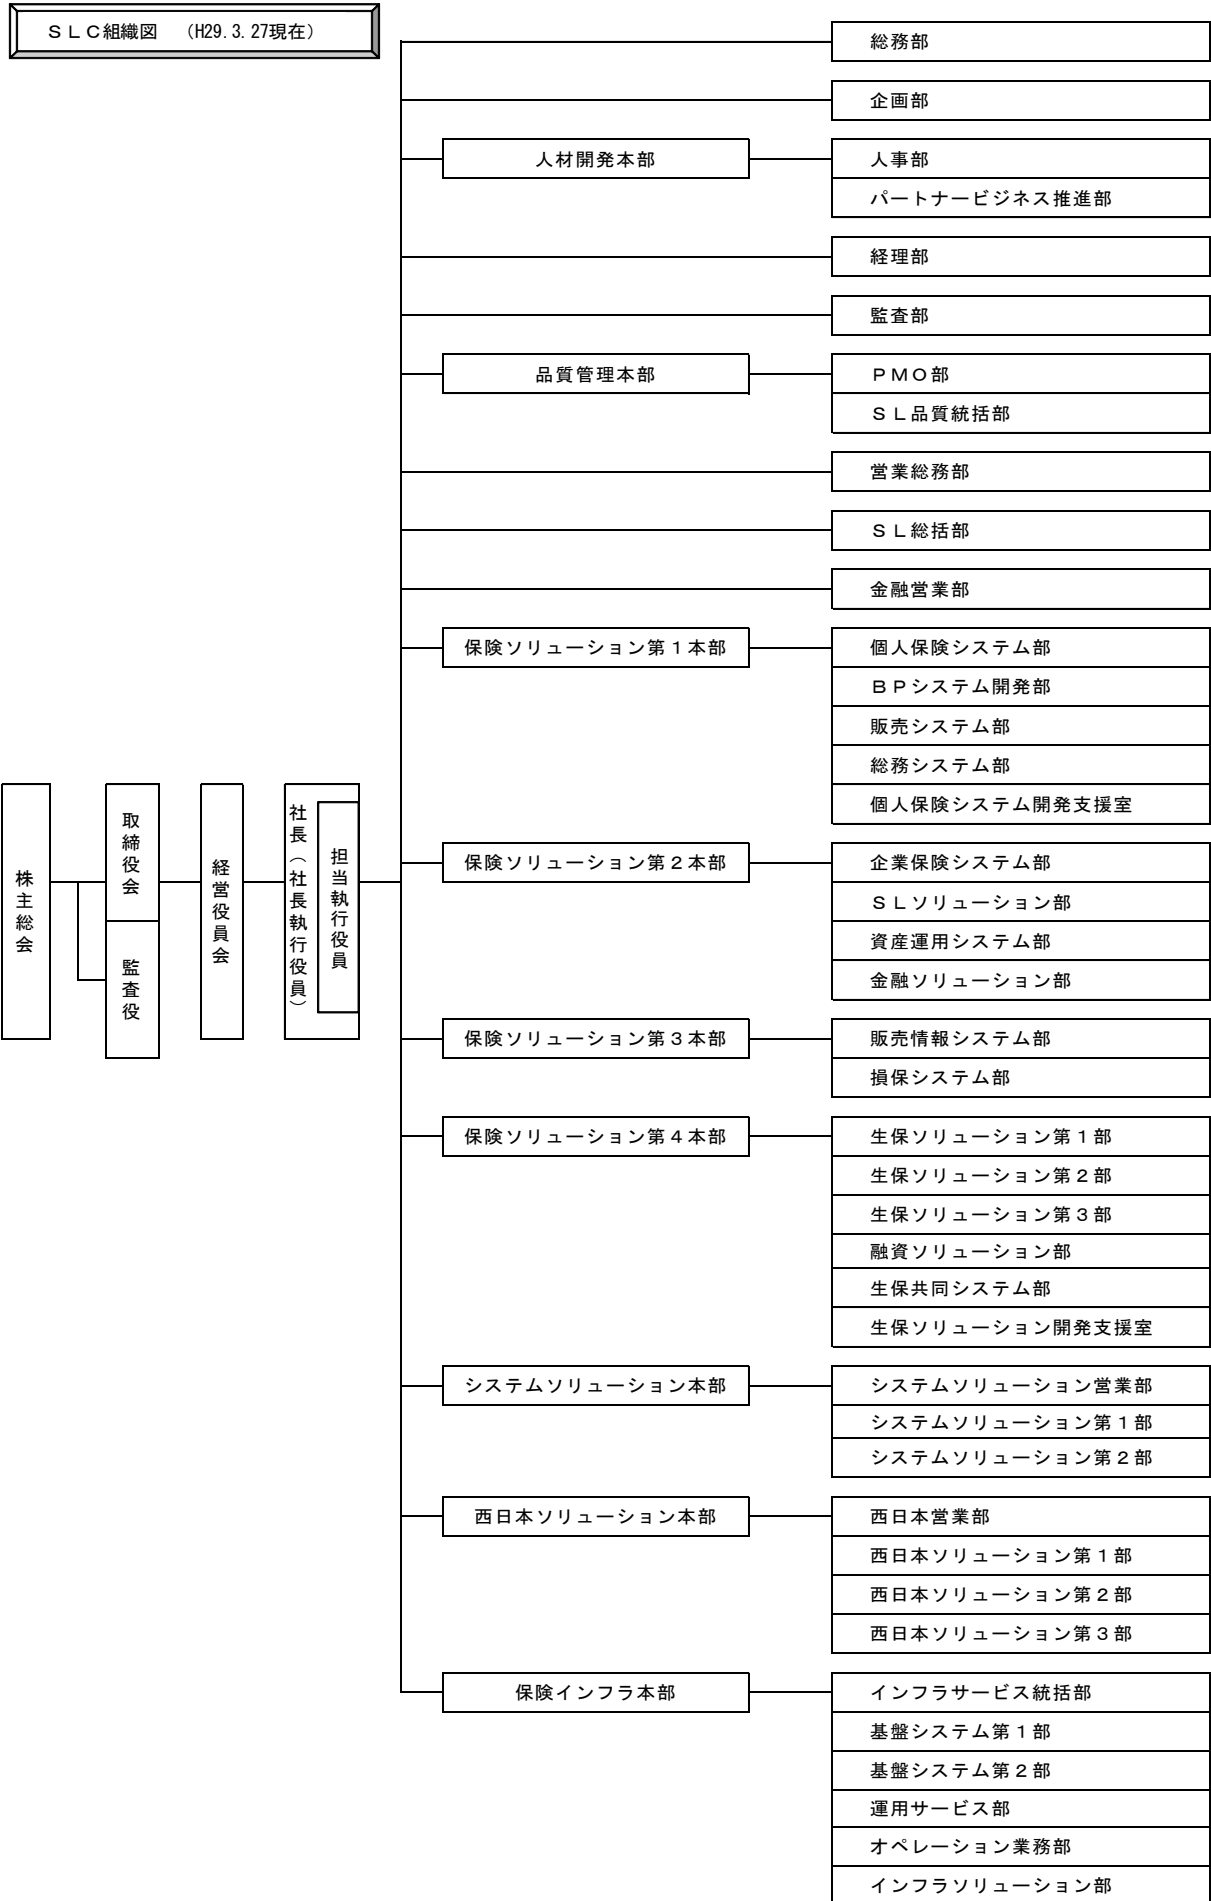 ＳＬＣ組織図　（H29.3.27現在）
総務部
企画部
人材開発本部
人事部
パートナービジネス推進部
経理部
監査部
品質管理本部
ＰＭＯ部
ＳＬ品質統括部
営業総務部
ＳＬ総括部
金融営業部
保険ソリューション第１本部
個人保険システム部
ＢＰシステム開発部
販売システム部
総務システム部
個人保険システム開発支援室
株主総会
取締役会
監査役
経営役員会
社長（社長執行役員）
担当執行役員
保険ソリューション第２本部
企業保険システム部
ＳＬソリューション部
資産運用システム部
金融ソリューション部
保険ソリューション第３本部
販売情報システム部
損保システム部
保険ソリューション第４本部
生保ソリューション第１部
生保ソリューション第２部
生保ソリューション第３部
融資ソリューション部
生保共同システム部
生保ソリューション開発支援室
システムソリューション本部
システムソリューション営業部
システムソリューション第１部
システムソリューション第２部
西日本ソリューション本部
西日本営業部
西日本ソリューション第１部
西日本ソリューション第２部
西日本ソリューション第３部
保険インフラ本部
インフラサービス統括部
基盤システム第１部
基盤システム第２部
運用サービス部
オペレーション業務部
インフラソリューション部